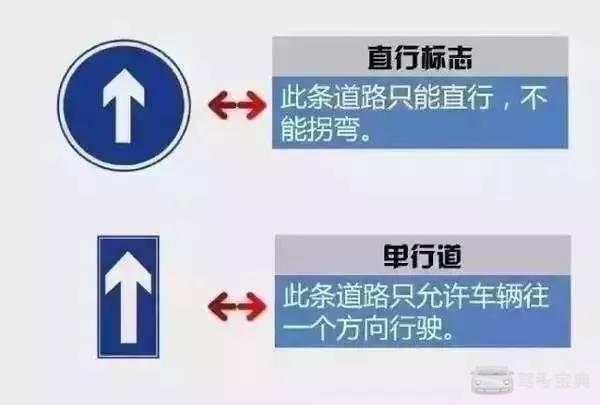 直行标志
此条道路只能直行，不
能拐弯。
单行道
此条道路只允许车辆往
一个方向行驶。
驾考宝典